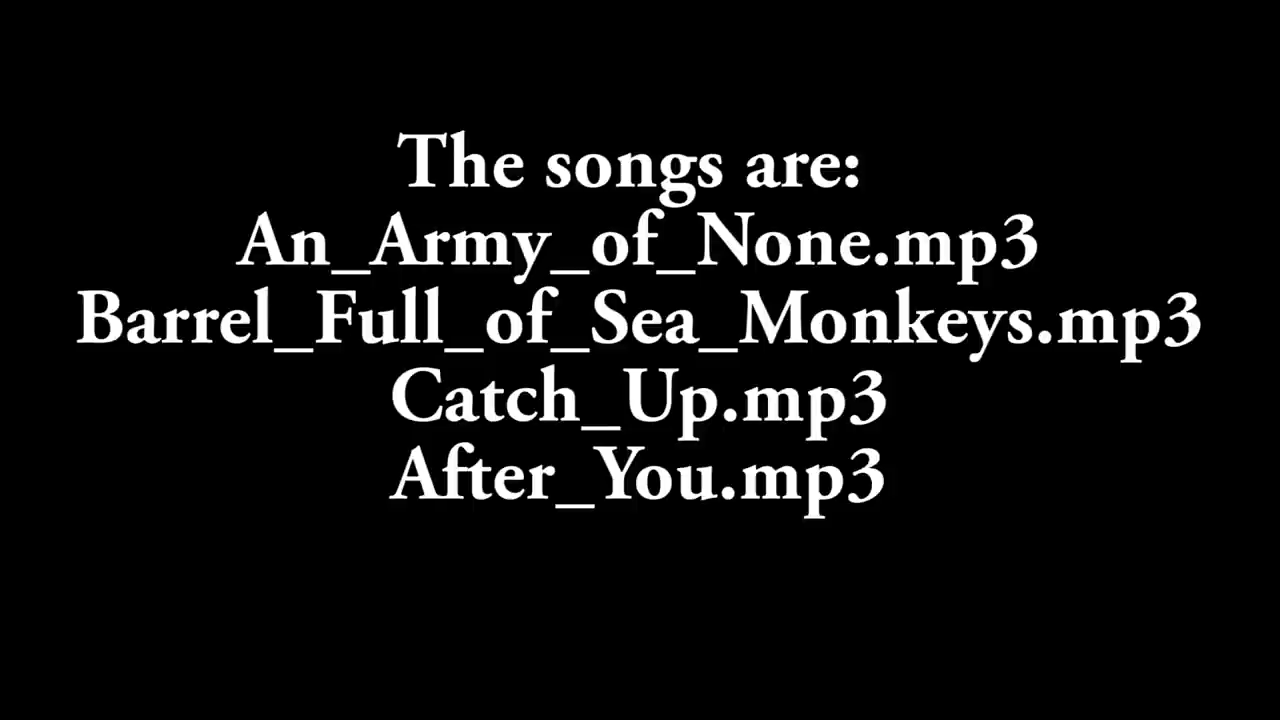 The songs are:
An_Army_of_None.mp3
Barrel_Full_of_Sea_Monkeys.mp3
Catch_Up.mp3
After_You.mp3